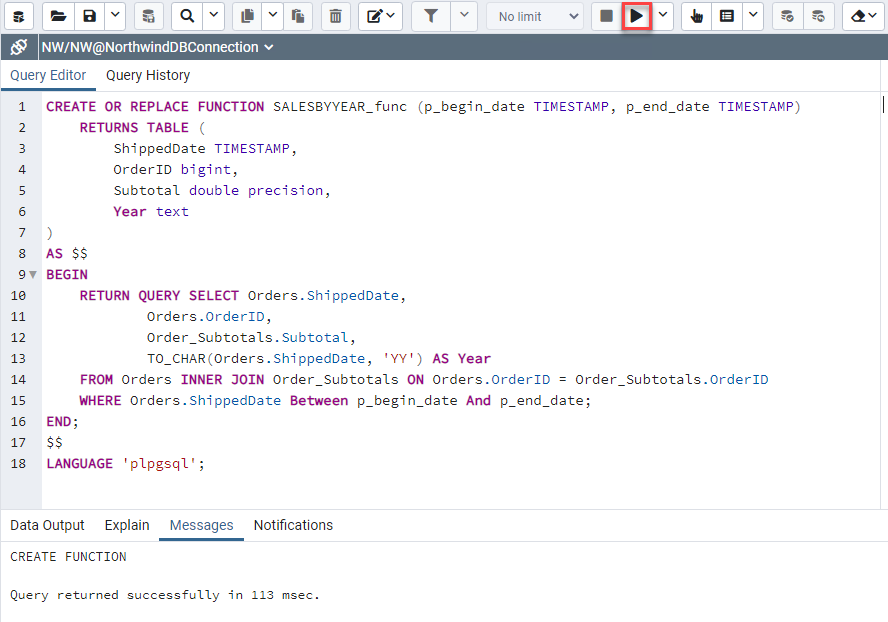 No limit
NW/NW@NorthwindDBConnection
Query Editor Query History
1 CREATE OR REPLACE FUNCTION SALESBYYEAR_func (p_begin_date TIMESTAMP, p_end_date TIMESTAMP)
2 RETURNS TABLE (
3 ShippedDate TIMESTAMP,
4 OrderID bigint,
5 Subtotal double precision,
6 Year text
7 )
8 AS $$
9 BEGIN
10 RETURN QUERY SELECT Orders.ShippedDate,
11 Orders.OrderID,
12 Order_Subtotals.Subtotal,
13 TO_CHAR(Orders.ShippedDate, 'YY') AS Year
14 FROM Orders INNER JOIN Order_Subtotals ON Orders.OrderID = Order_Subtotals.OrderID
15 WHERE Orders.ShippedDate Between p_begin_date And p_end_date;
16 END;
17 $$
18 LANGUAGE 'plpgsql';
Data Output Explain Messages Notifications
CREATE FUNCTION
Query returned successfully in 113 msec.